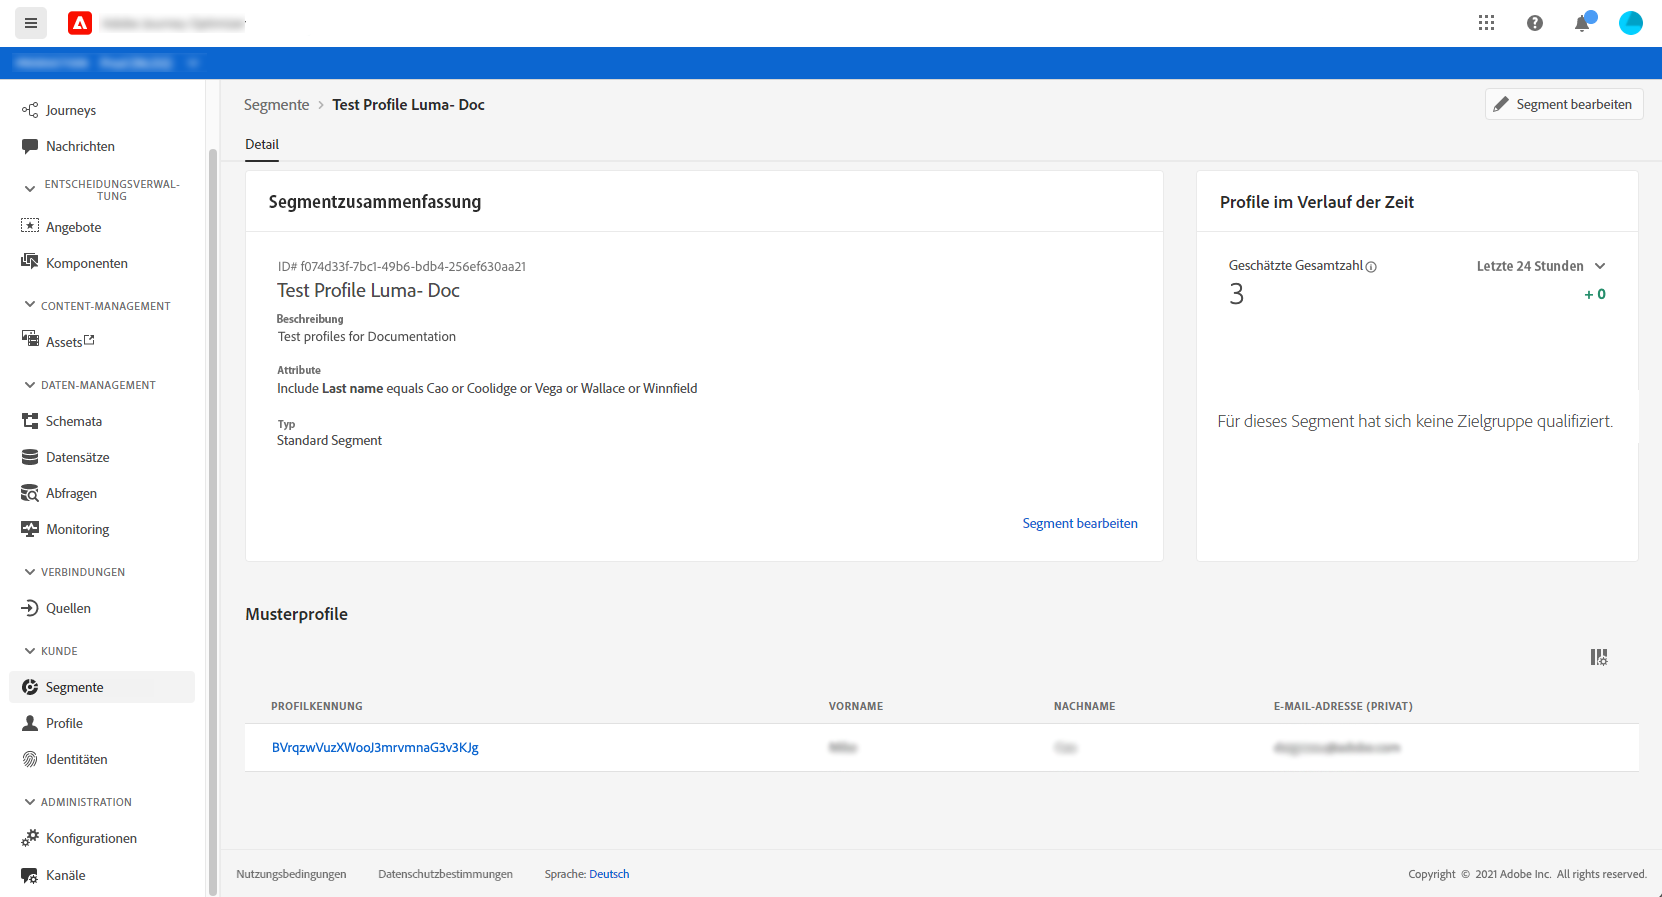 Journeys
Nachrichten
ENTSCHEIDUNGSVERWAL-
TUNG
Angebote
Komponenten
CONTENT-MANAGEMENT
Assets
DATEN-MANAGEMENT
Schemata
Datensätze
Abfragen
Monitoring
VERBINDUNGEN
Quellen
KUNDE
Segmente
Profile
Identitäten
ADMINISTRATION
Konfigurationen
Kanäle
Segmente > Test Profile Luma- Doc
Segment bearbeiten
Detail
Segmentzusammenfassung
ID# f074d33f-7bc1-49b6-bdb4-256ef630aa21
Test Profile Luma- Doc
Beschreibung
Test profiles for Documentation
Attribute
Include Last name equals Cao or Coolidge or Vega or Wallace or Winnfield
Typ
Standard Segment
Segment bearbeiten
Profile im Verlauf der Zeit
Geschätzte Gesamtzahl
Letzte 24 Stunden
3
+ 0
Für dieses Segment hat sich keine Zielgruppe qualifiziert.
Musterprofile
PROFILKENNUNG VORNAME NACHNAME E-MAIL-ADRESSE (PRIVAT)
BVrqzwVuzXWooJ3mrvmnaG3v3KJg
Nutzungsbedingungen Datenschutzbestimmungen Sprache: Deutsch
Copyright © 2021 Adobe Inc. All rights reserved.